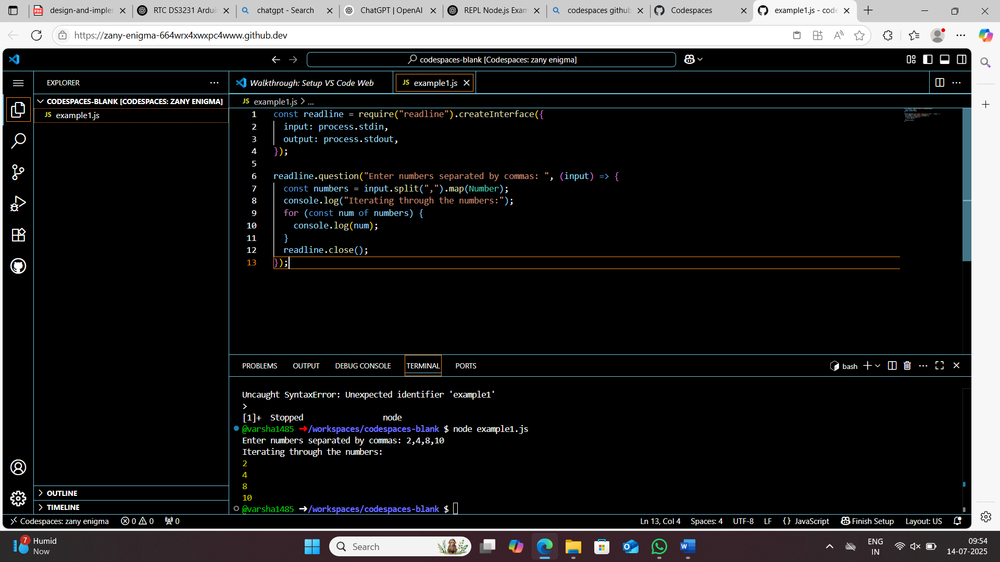 design-and-implen
RTC DS3231 Ardui
chatgpt - Search
ChatGPT | OpenAI
REPL Node.js Exam
codespaces github
Codespaces
example1.js - code
https://zany-enigma-664wrx4xwxpc4www.github.dev
codespaces-blank [Codespaces: zany enigma]
EXPLORER
CODESPACES-BLANK [CODESPACES: ZANY ENIGMA]
JS example1.js
Walkthrough: Setup VS Code Web
JS example1.js
JS example1.js > ...
1 const readline = require("readline").createInterface({
2 input: process.stdin,
3 output: process.stdout,
4 });
5
6 readline.question("Enter numbers separated by commas: ", (input) => {
7 const numbers = input.split(",").map(Number);
8 console.log("Iterating through the numbers:");
9 for (const num of numbers) {
10 console.log(num);
11 }
12 readline.close();
13 });
PROBLEMS OUTPUT DEBUG CONSOLE TERMINAL PORTS
bash
Uncaught SyntaxError: Unexpected identifier 'example1'
>
[1]+ Stopped node
@varsha1485 ➜/workspaces/codespaces-blank $ node example1.js
Enter numbers separated by commas: 2,4,8,10
Iterating through the numbers:
2
4
8
10
@varsha1485 ➜/workspaces/codespaces-blank $
OUTLINE
TIMELINE
Codespaces: zany enigma 0 0 0
Ln 13, Col 4 Spaces: 4 UTF-8 LF {} JavaScript Finish Setup Layout: US
7
Humid
Now
Search
ENG
IN
09:54
14-07-2025